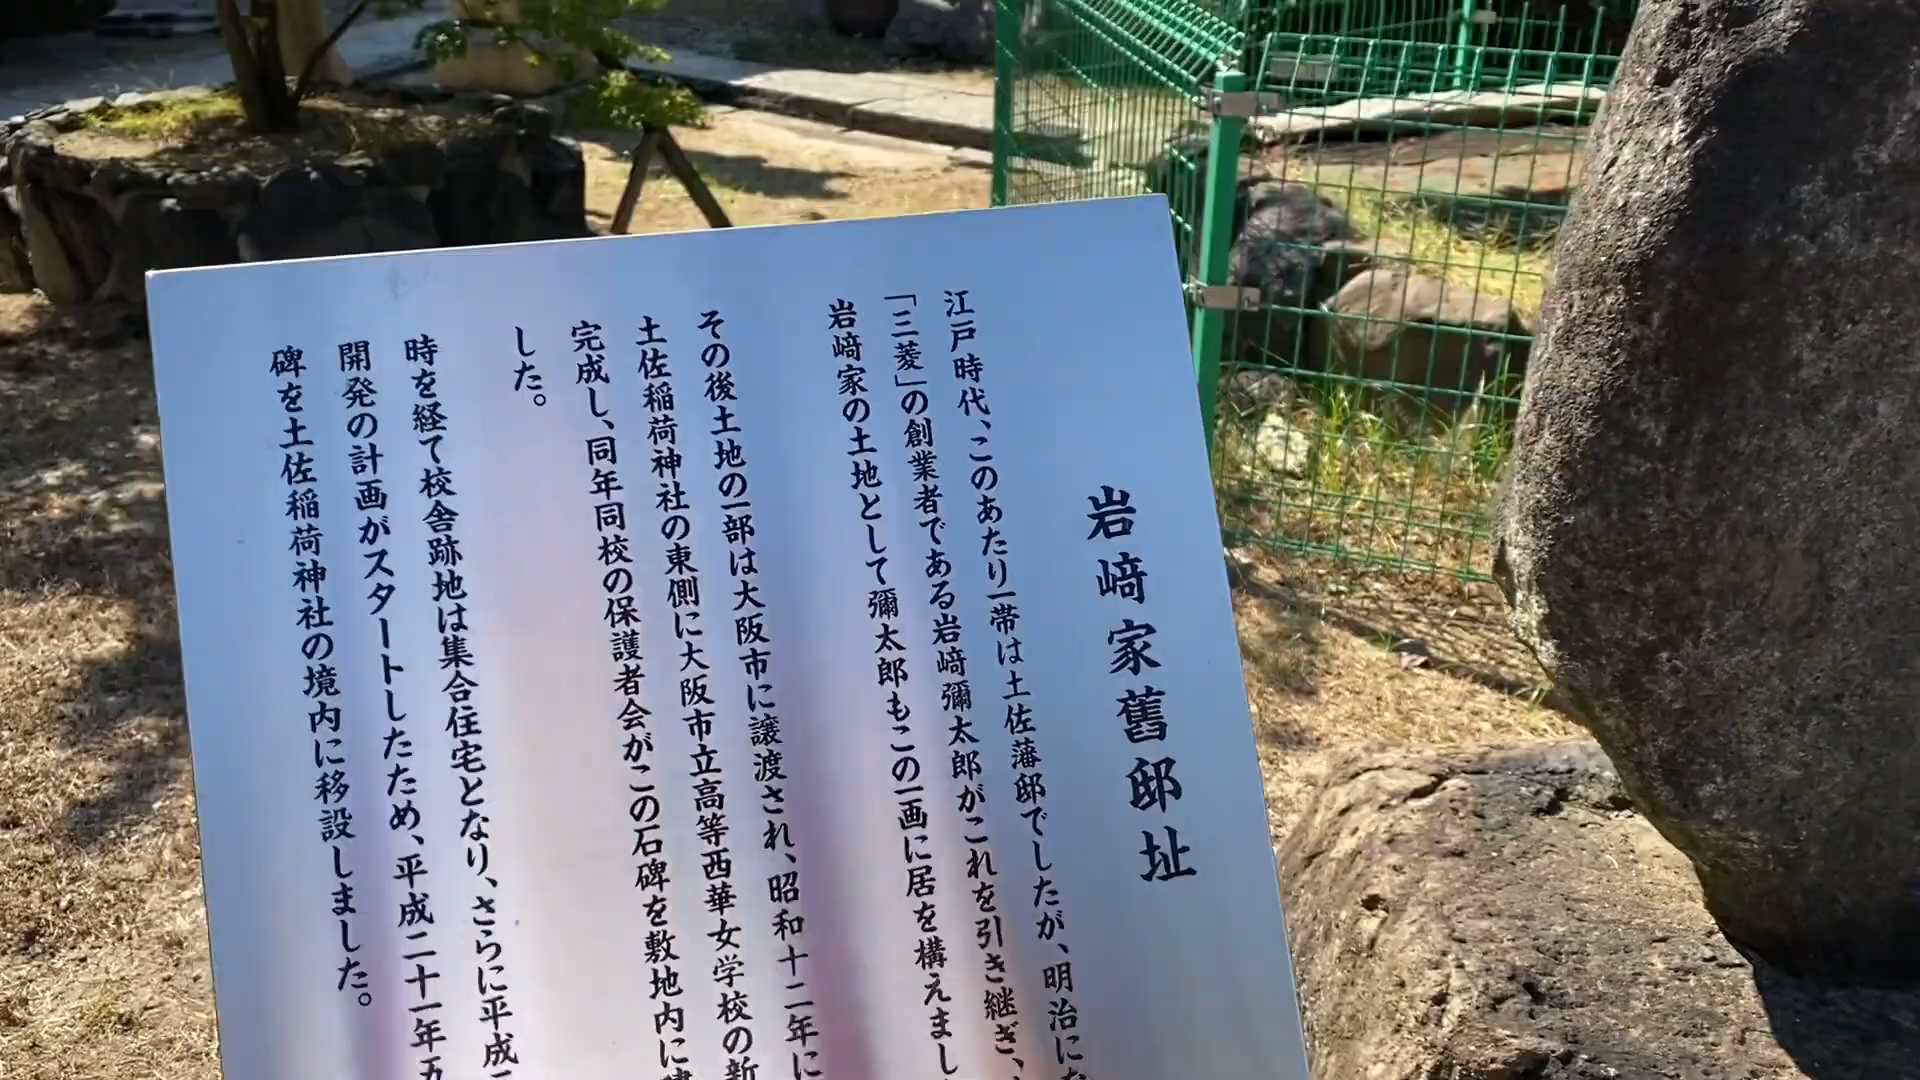 岩﨑家舊邸址
江戸時代、このあたり一帯は土佐藩邸でしたが、明治にな
「三菱」の創業者である岩﨑彌太郎がこれを引き継ぎ、
岩﨑家の土地として彌太郎もこの一画に居を構えまし
その後土地の一部は大阪市に譲渡され、昭和十二年に
土佐稲荷神社の東側に大阪市立高等西華女学校の新
完成し、同年同校の保護者会がこの石碑を敷地内に建
した。
時を経て校舎跡地は集合住宅となり、さらに平成二
開発の計画がスタートしたため、平成二十一年五
碑を土佐稲荷神社の境内に移設しました。